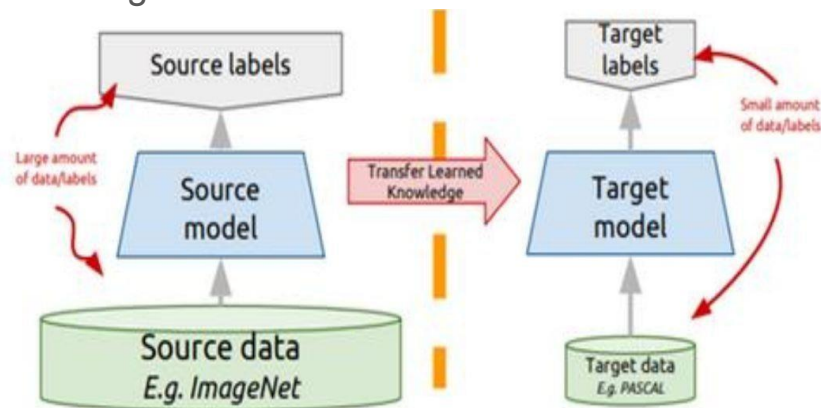 Source labels
Large amount
of data/labels
Source
model
Source data
E.g. ImageNet
Transfer Learned
Knowledge
Target
labels
Small amount
of data/labels
Target
model
Target data
E.g. PASCAL